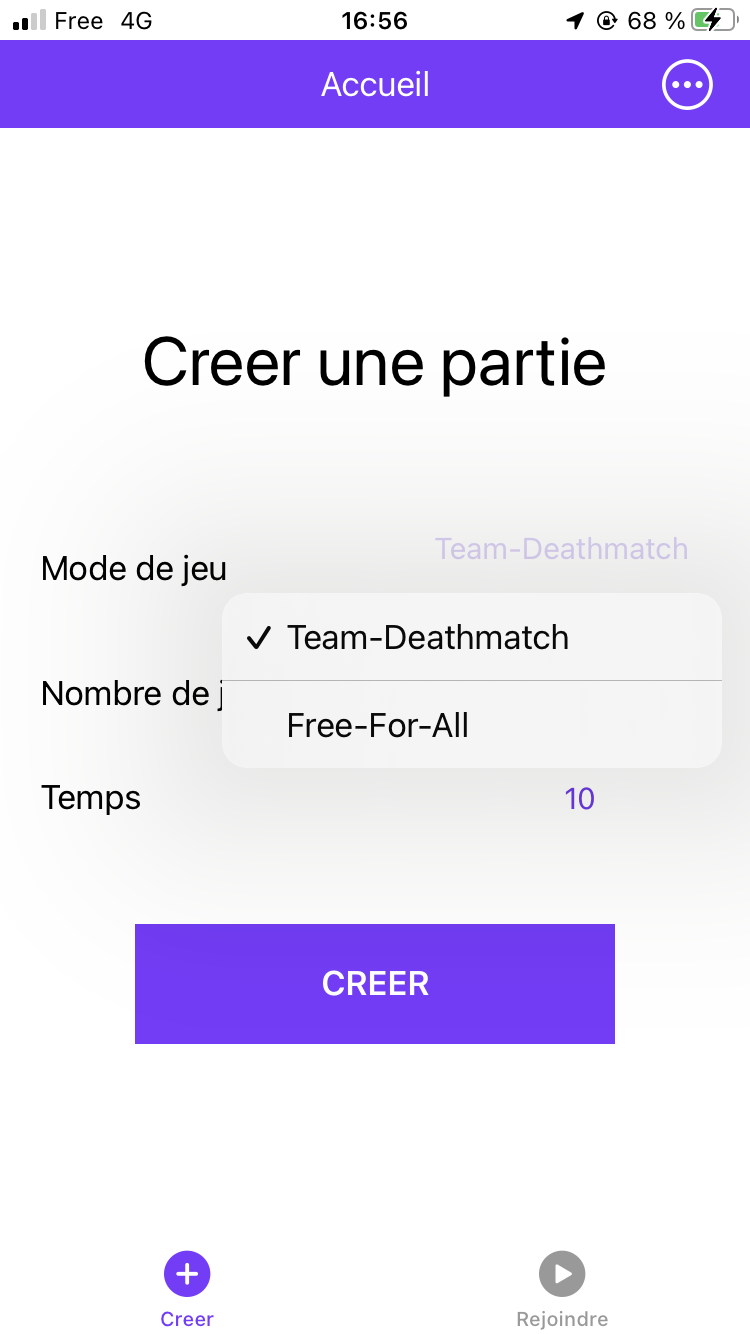 Free 4G 16:56 68 %
Accueil
Creer une partie
Team-Deathmatch
Mode de jeu
Team-Deathmatch
Nombre de
Free-For-All
Temps 10
CREER
Creer Rejoindre